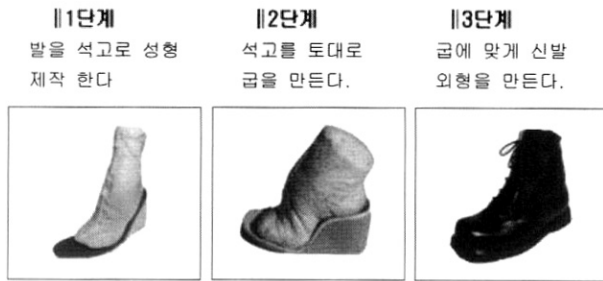 ‖1단계
발을 석고로 성형
제작 한다
‖2단계
석고를 토대로
굽을 만든다.
‖3단계
굽에 맞게 신발
외형을 만든다.